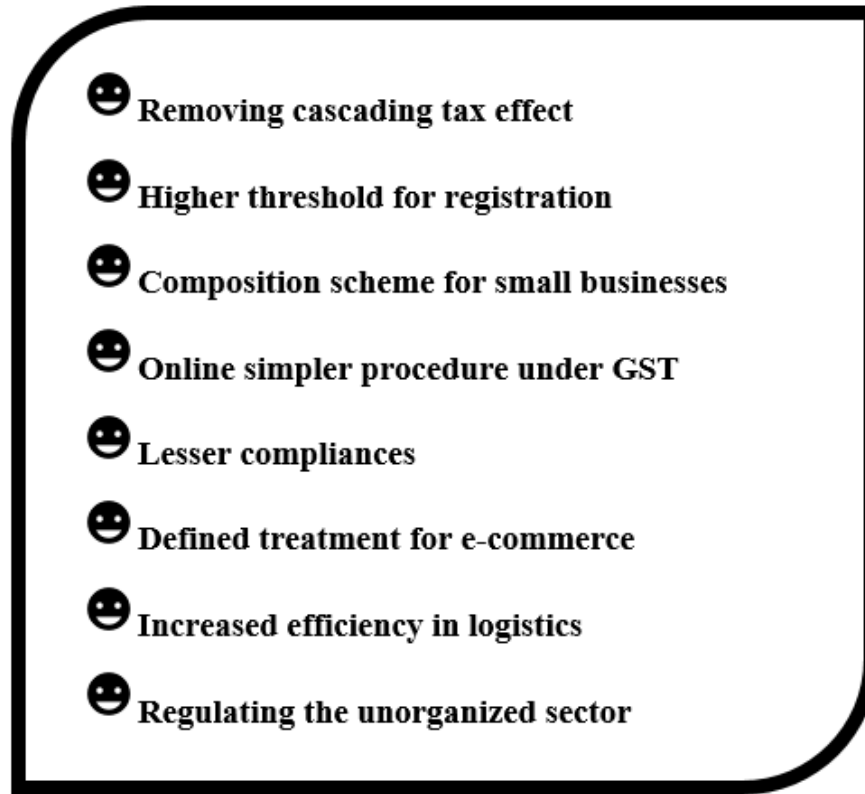 Removing cascading tax effect
Higher threshold for registration
Composition scheme for small businesses
Online simpler procedure under GST
Lesser compliances
Defined treatment for e-commerce
Increased efficiency in logistics
Regulating the unorganized sector